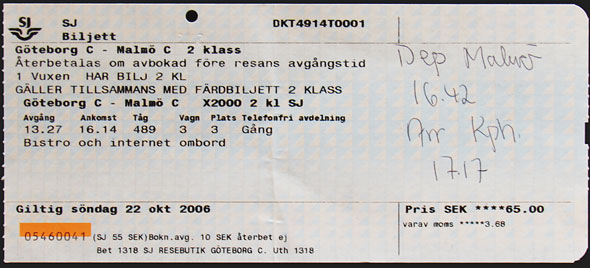 SJ SJ DKT4914T0001
Biljett
Göteborg C - Malmö C 2 klass
Återbetalas om avbokad före resans avgångstid
1 Vuxen HAR BILJ 2 KL
GÄLLER TILLSAMMANS MED FÄRDBILJETT 2 KLASS
Göteborg C - Malmö C X2000 2 kl SJ
Avgång Ankomst Tåg Vagn Plats Telefonfri avdelning
13.27 16.14 489 3 3 Gång
Bistro och internet ombord
Dep Malmö
16.42
Arr Kph.
17.17
Giltig söndag 22 okt 2006 Pris SEK ****65.00
varav moms *****3.68
05460041 (SJ 55 SEK)Bokn.avg. 10 SEK återbet ej
Bet 1318 SJ RESEBUTIK GÖTEBORG C. Uth 1318